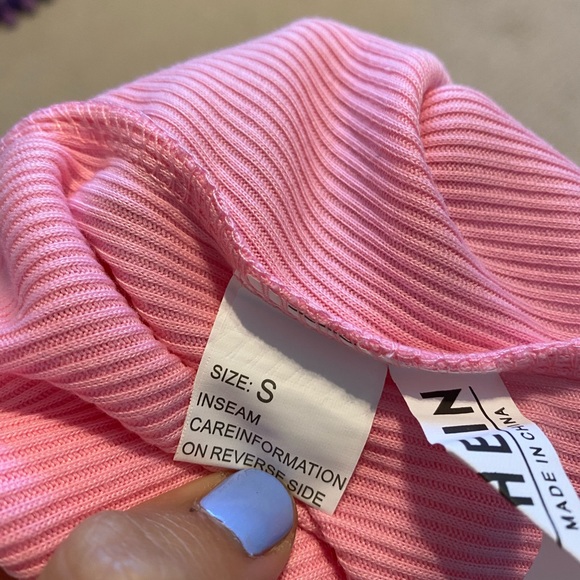 SIZE: S
INSEAM
CAREINFORMATION
ON REVERSE SIDE
HEIN
MADE IN CHINA